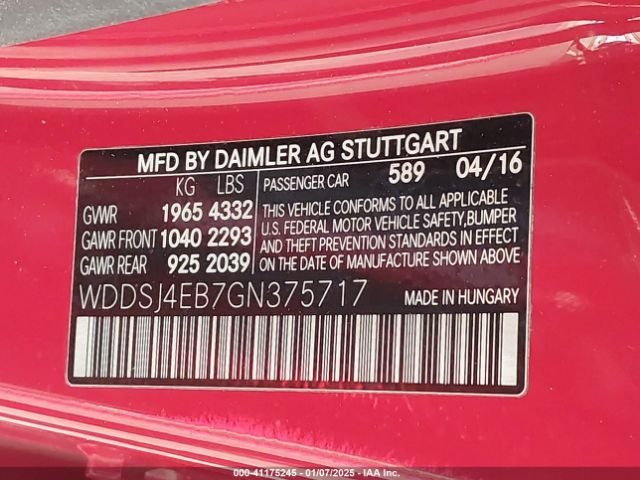 MFD BY DAIMLER AG STUTTGART
KG LBS
GVWR 1965 4332
GAWR FRONT 1040 2293
GAWR REAR 925 2039
PASSENGER CAR 589 04/16
THIS VEHICLE CONFORMS TO ALL APPLICABLE
U.S. FEDERAL MOTOR VEHICLE SAFETY, BUMPER
AND THEFT PREVENTION STANDARDS IN EFFECT
ON THE DATE OF MANUFACTURE SHOWN ABOVE
WDDSJ4EB7GN375717
MADE IN HUNGARY
000-41175245 - 01/07/2025 - IAA Inc.